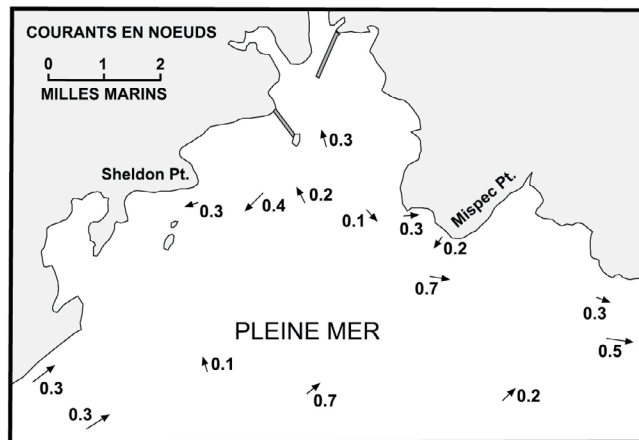 COURANTS EN NOEUDS
0 1 2
MILLES MARINS
0.3
Sheldon Pt.
Mispec Pt.
0.3
0.4
0.2
0.1
0.3
0.2
0.7
0.3
PLEINE MER
0.5
0.1
0.3
0.7
0.2
0.3